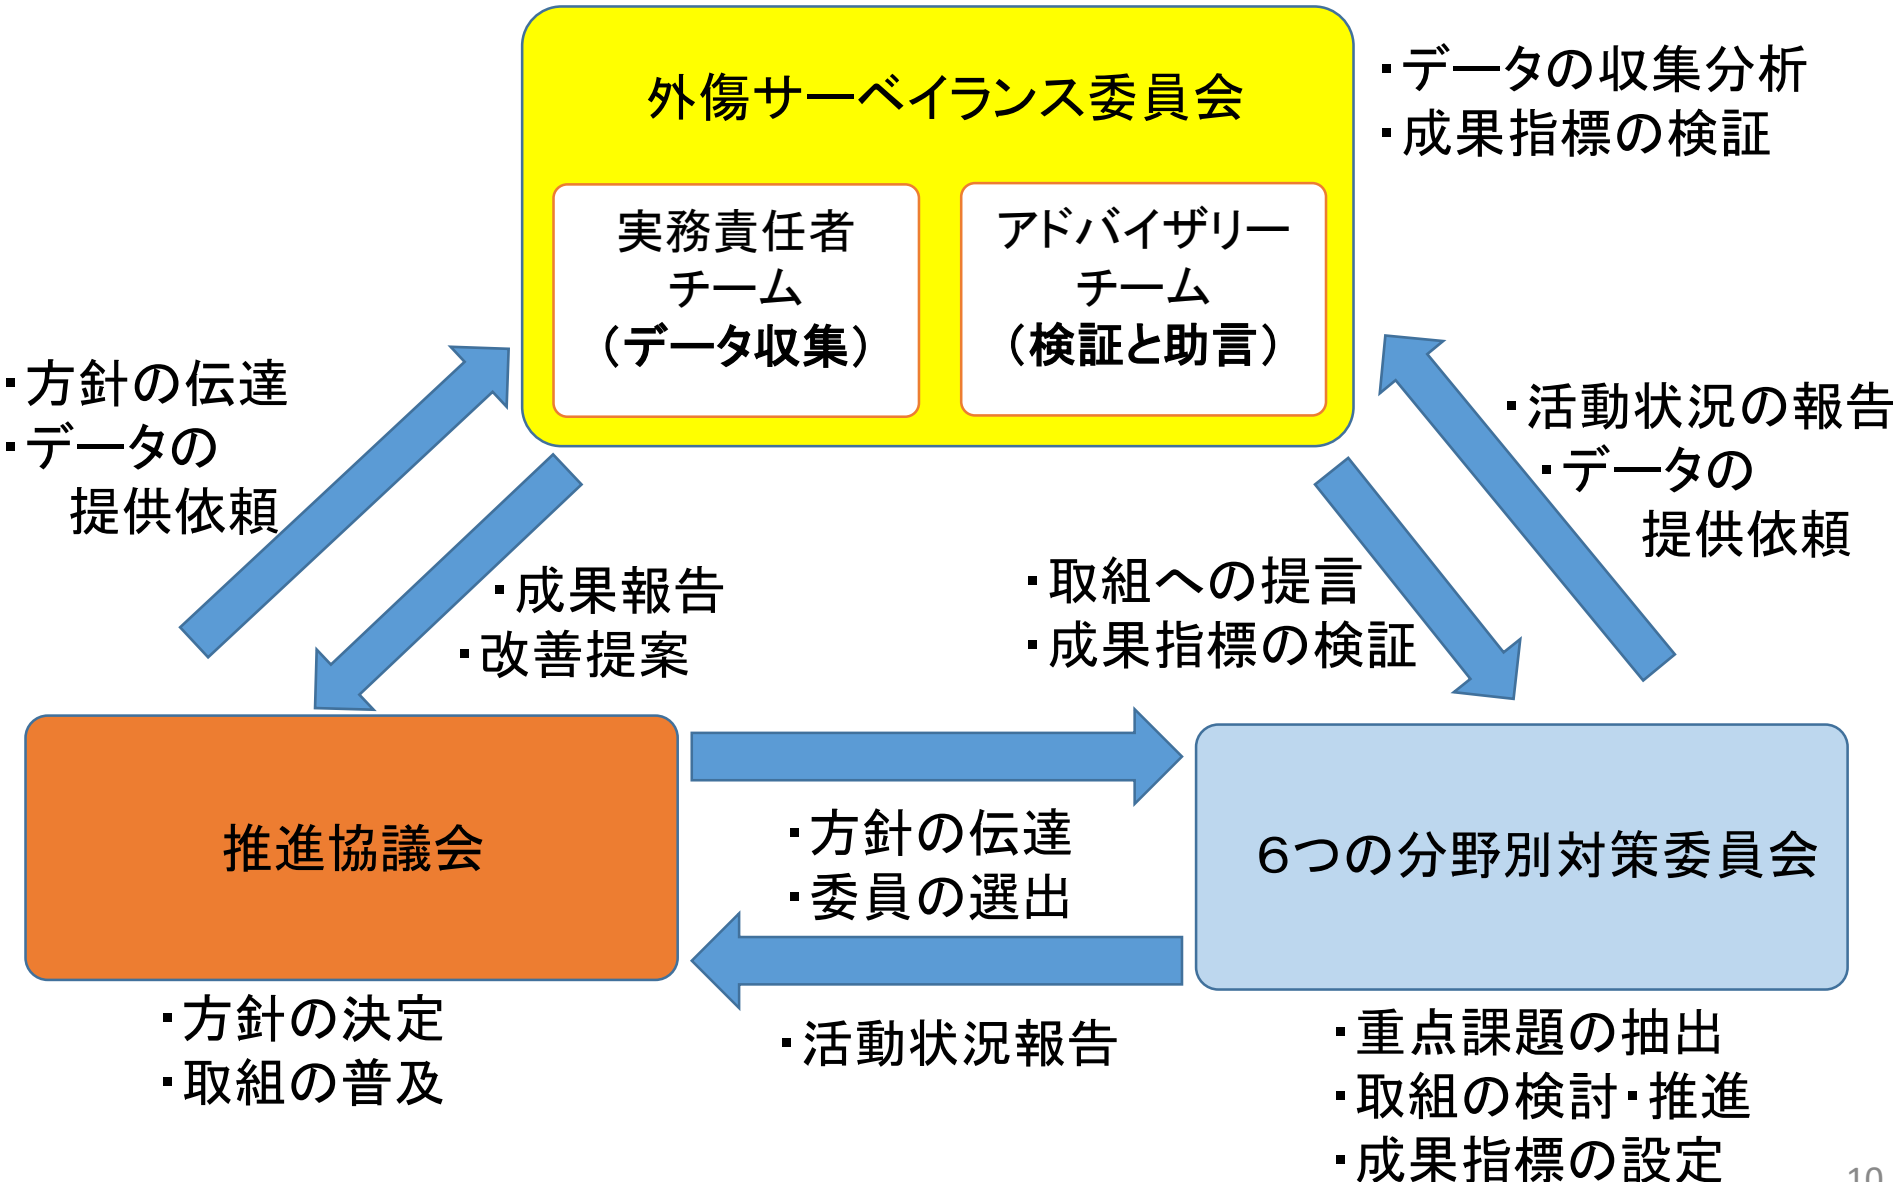 外傷サーベイランス委員会
・データの収集分析
・成果指標の検証
実務責任者
チーム
（データ収集）
アドバイザリー
チーム
（検証と助言）
・方針の伝達
・データの
提供依頼
・活動状況の報告
・データの
提供依頼
・成果報告
・改善提案
・取組への提言
・成果指標の検証
推進協議会
・方針の伝達
・委員の選出
６つの分野別対策委員会
・活動状況報告
・方針の決定
・取組の普及
・重点課題の抽出
・取組の検討・推進
・成果指標の設定
10